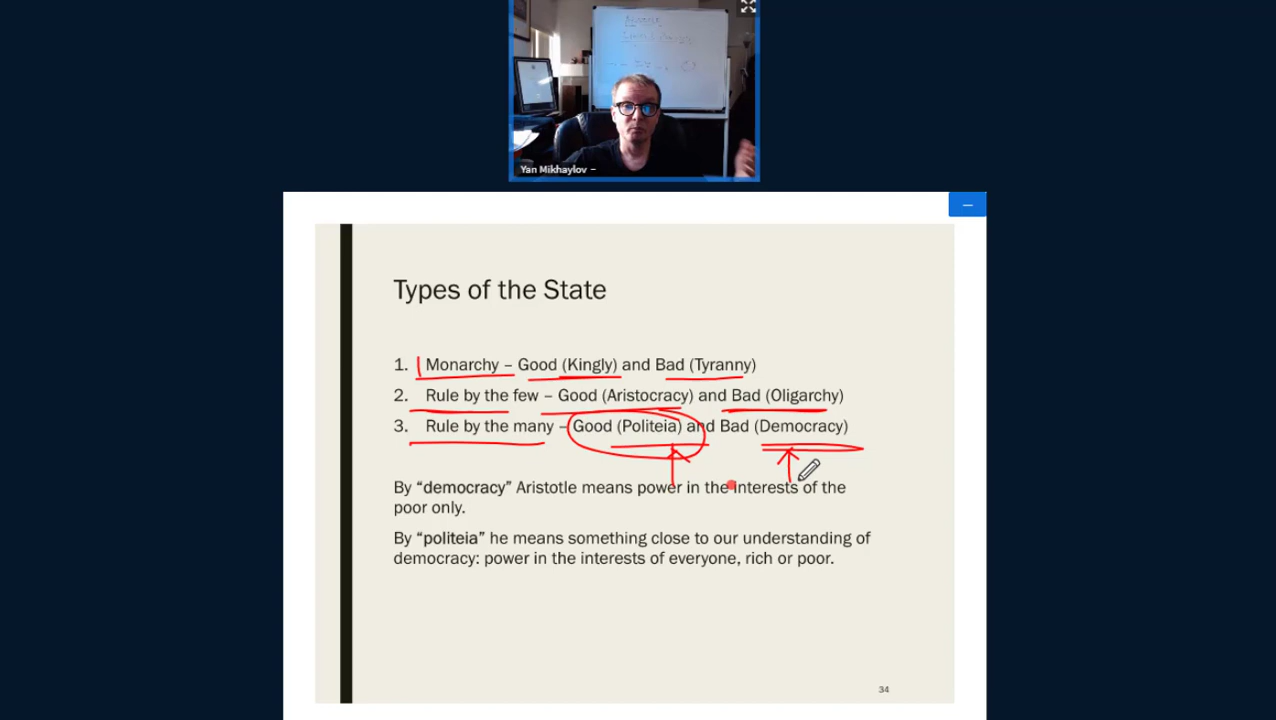 Yan Mikhaylov –
Types of the State
1. Monarchy – Good (Kingly) and Bad (Tyranny)
2. Rule by the few – Good (Aristocracy) and Bad (Oligarchy)
3. Rule by the many – Good (Politeia) and Bad (Democracy)
By “democracy” Aristotle means power in the interests of the
poor only.
By “politeia” he means something close to our understanding of
democracy: power in the interests of everyone, rich or poor.
34